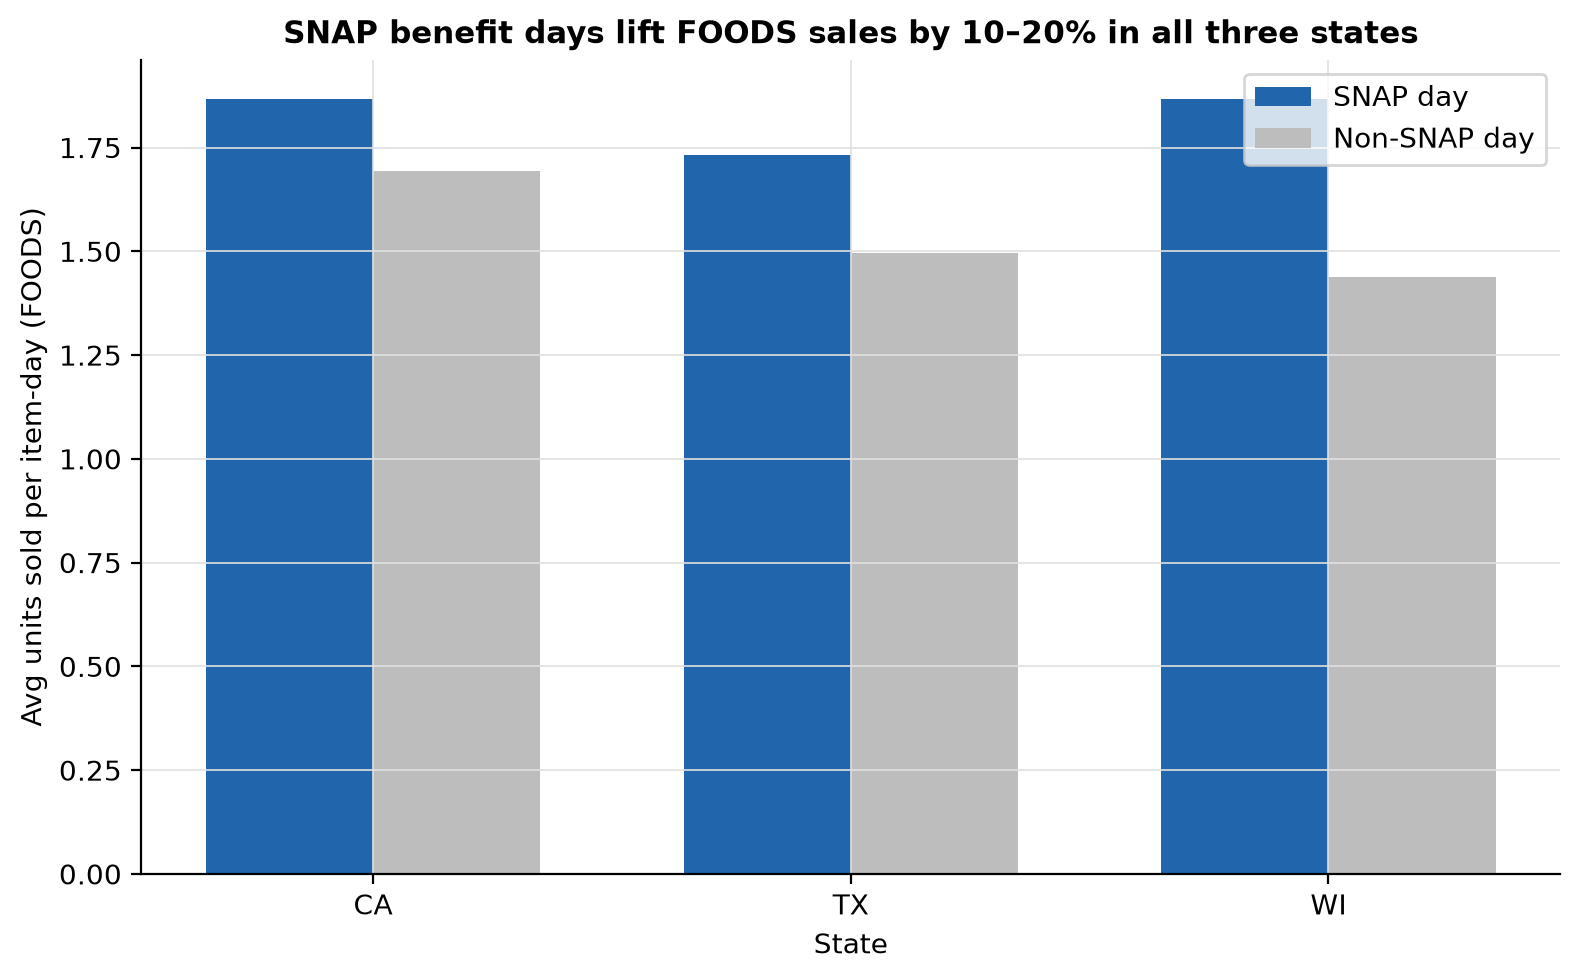 SNAP benefit days lift FOODS sales by 10–20% in all three states
SNAP day
Non-SNAP day
Avg units sold per item-day (FOODS)
1.75
1.50
1.25
1.00
0.75
0.50
0.25
0.00
CA TX WI
State